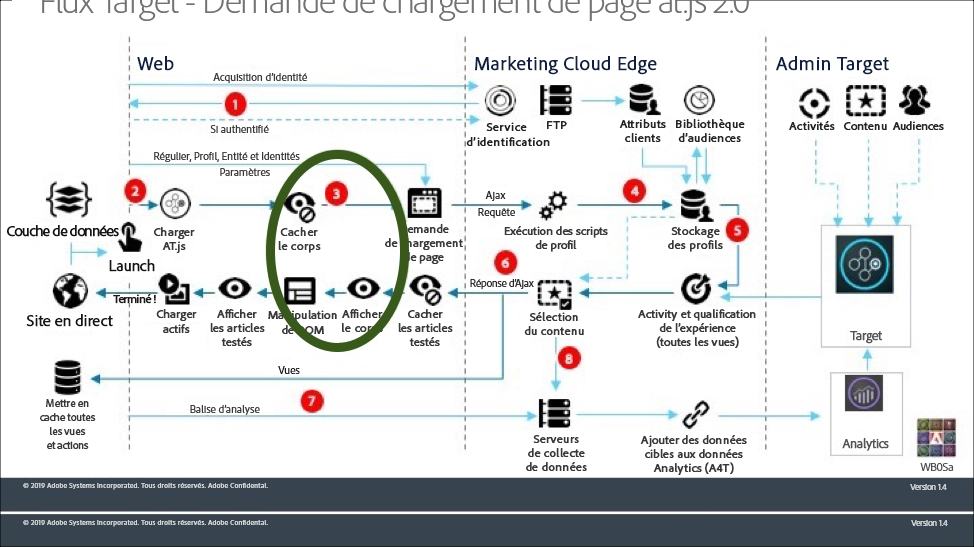 Flux Target - Demande de chargement de page at.js 2.0
Web
Marketing Cloud Edge
Admin Target
Acquisition d'identité
1
Si authentifié
Service
d'identification
FTP
Attributs
clients
Bibliothèque
d'audiences
Activités
Contenu
Audiences
Régulier, Profil, Entité et Identités
Paramètres
2
3
4
5
Couche de données
Charger
AT.js
Cacher
le corps
Demande
de chargement
de page
Ajax
Requête
Exécution des scripts
de profil
Stockage
des profils
Launch
6
Réponse d'Ajax
Site en direct
Terminé !
Charger
actifs
Afficher
les articles
testés
Manipulation
de DOM
Afficher
le corps
Cacher
les articles
testés
Sélection
du contenu
Activity et qualification
de l'expérience
(toutes les vues)
Target
8
Vues
Mettre en
cache toutes
les vues
et actions
7
Balise d'analyse
Serveurs
de collecte
de données
Ajouter des données
cibles aux données
Analytics (A4T)
Analytics
WB0Sa
© 2019 Adobe Systems Incorporated. Tous droits réservés. Adobe Confidential.
Version 1.4
© 2019 Adobe Systems Incorporated. Tous droits réservés. Adobe Confidential.
Version 1.4